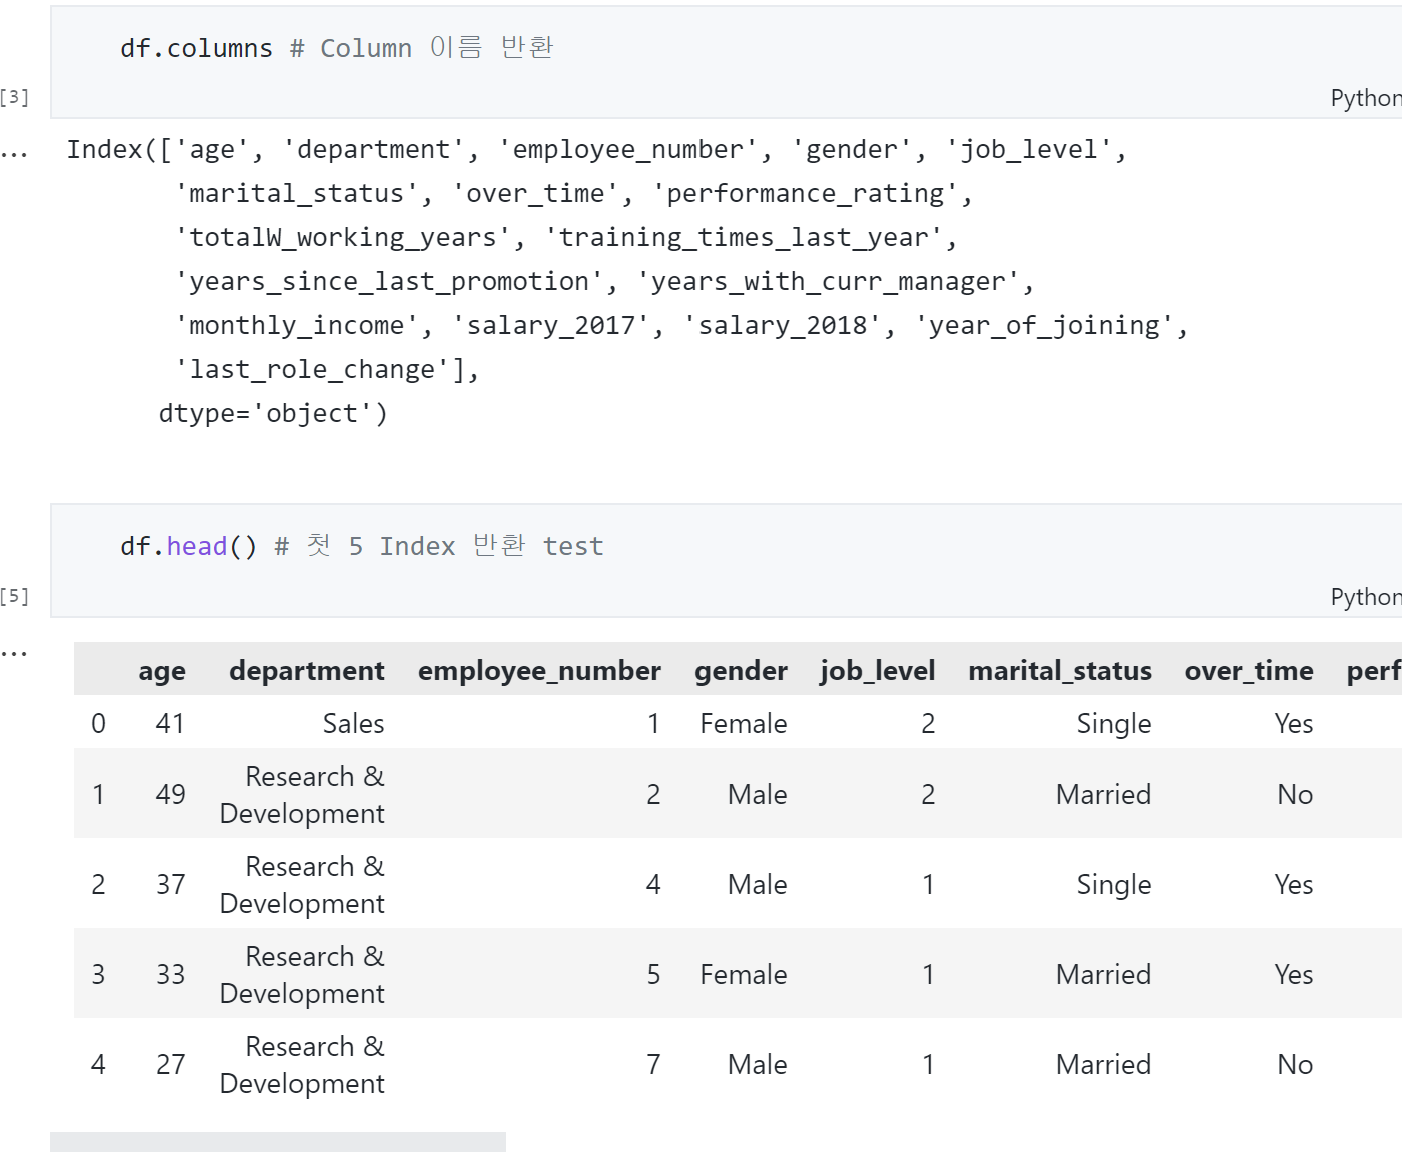 df.columns # Column 이름 반환
[3]
Python
...
Index(['age', 'department', 'employee_number', 'gender', 'job_level',
'marital_status', 'over_time', 'performance_rating',
'totalW_working_years', 'training_times_last_year',
'years_since_last_promotion', 'years_with_curr_manager',
'monthly_income', 'salary_2017', 'salary_2018', 'year_of_joining',
'last_role_change'],
dtype='object')
df.head() # 첫 5 Index 반환 test
[5]
Python
...
age department employee_number gender job_level marital_status over_time perf
0 41 Sales 1 Female 2 Single Yes
1 49 Research & Development 2 Male 2 Married No
2 37 Research & Development 4 Male 1 Single Yes
3 33 Research & Development 5 Female 1 Married Yes
4 27 Research & Development 7 Male 1 Married No